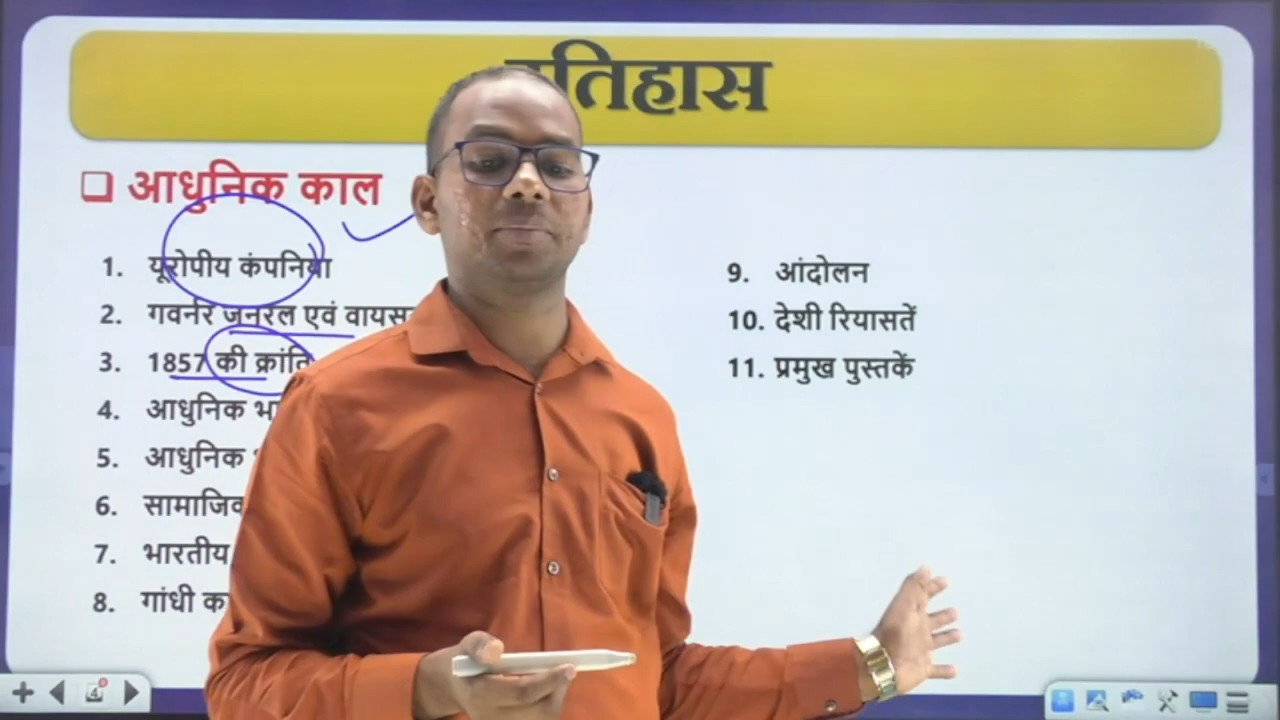 इतिहास
आधुनिक काल
1. यूरोपीय कंपनिया
2. गवर्नर जनरल एवं
3. 1857 की क्रांति
4. आधुनिक
5. आधुनिक
6.
7. भारतीय
8. गांधी
9. आंदोलन
10. देशी रियासतें
11. प्रमुख पुस्तकें